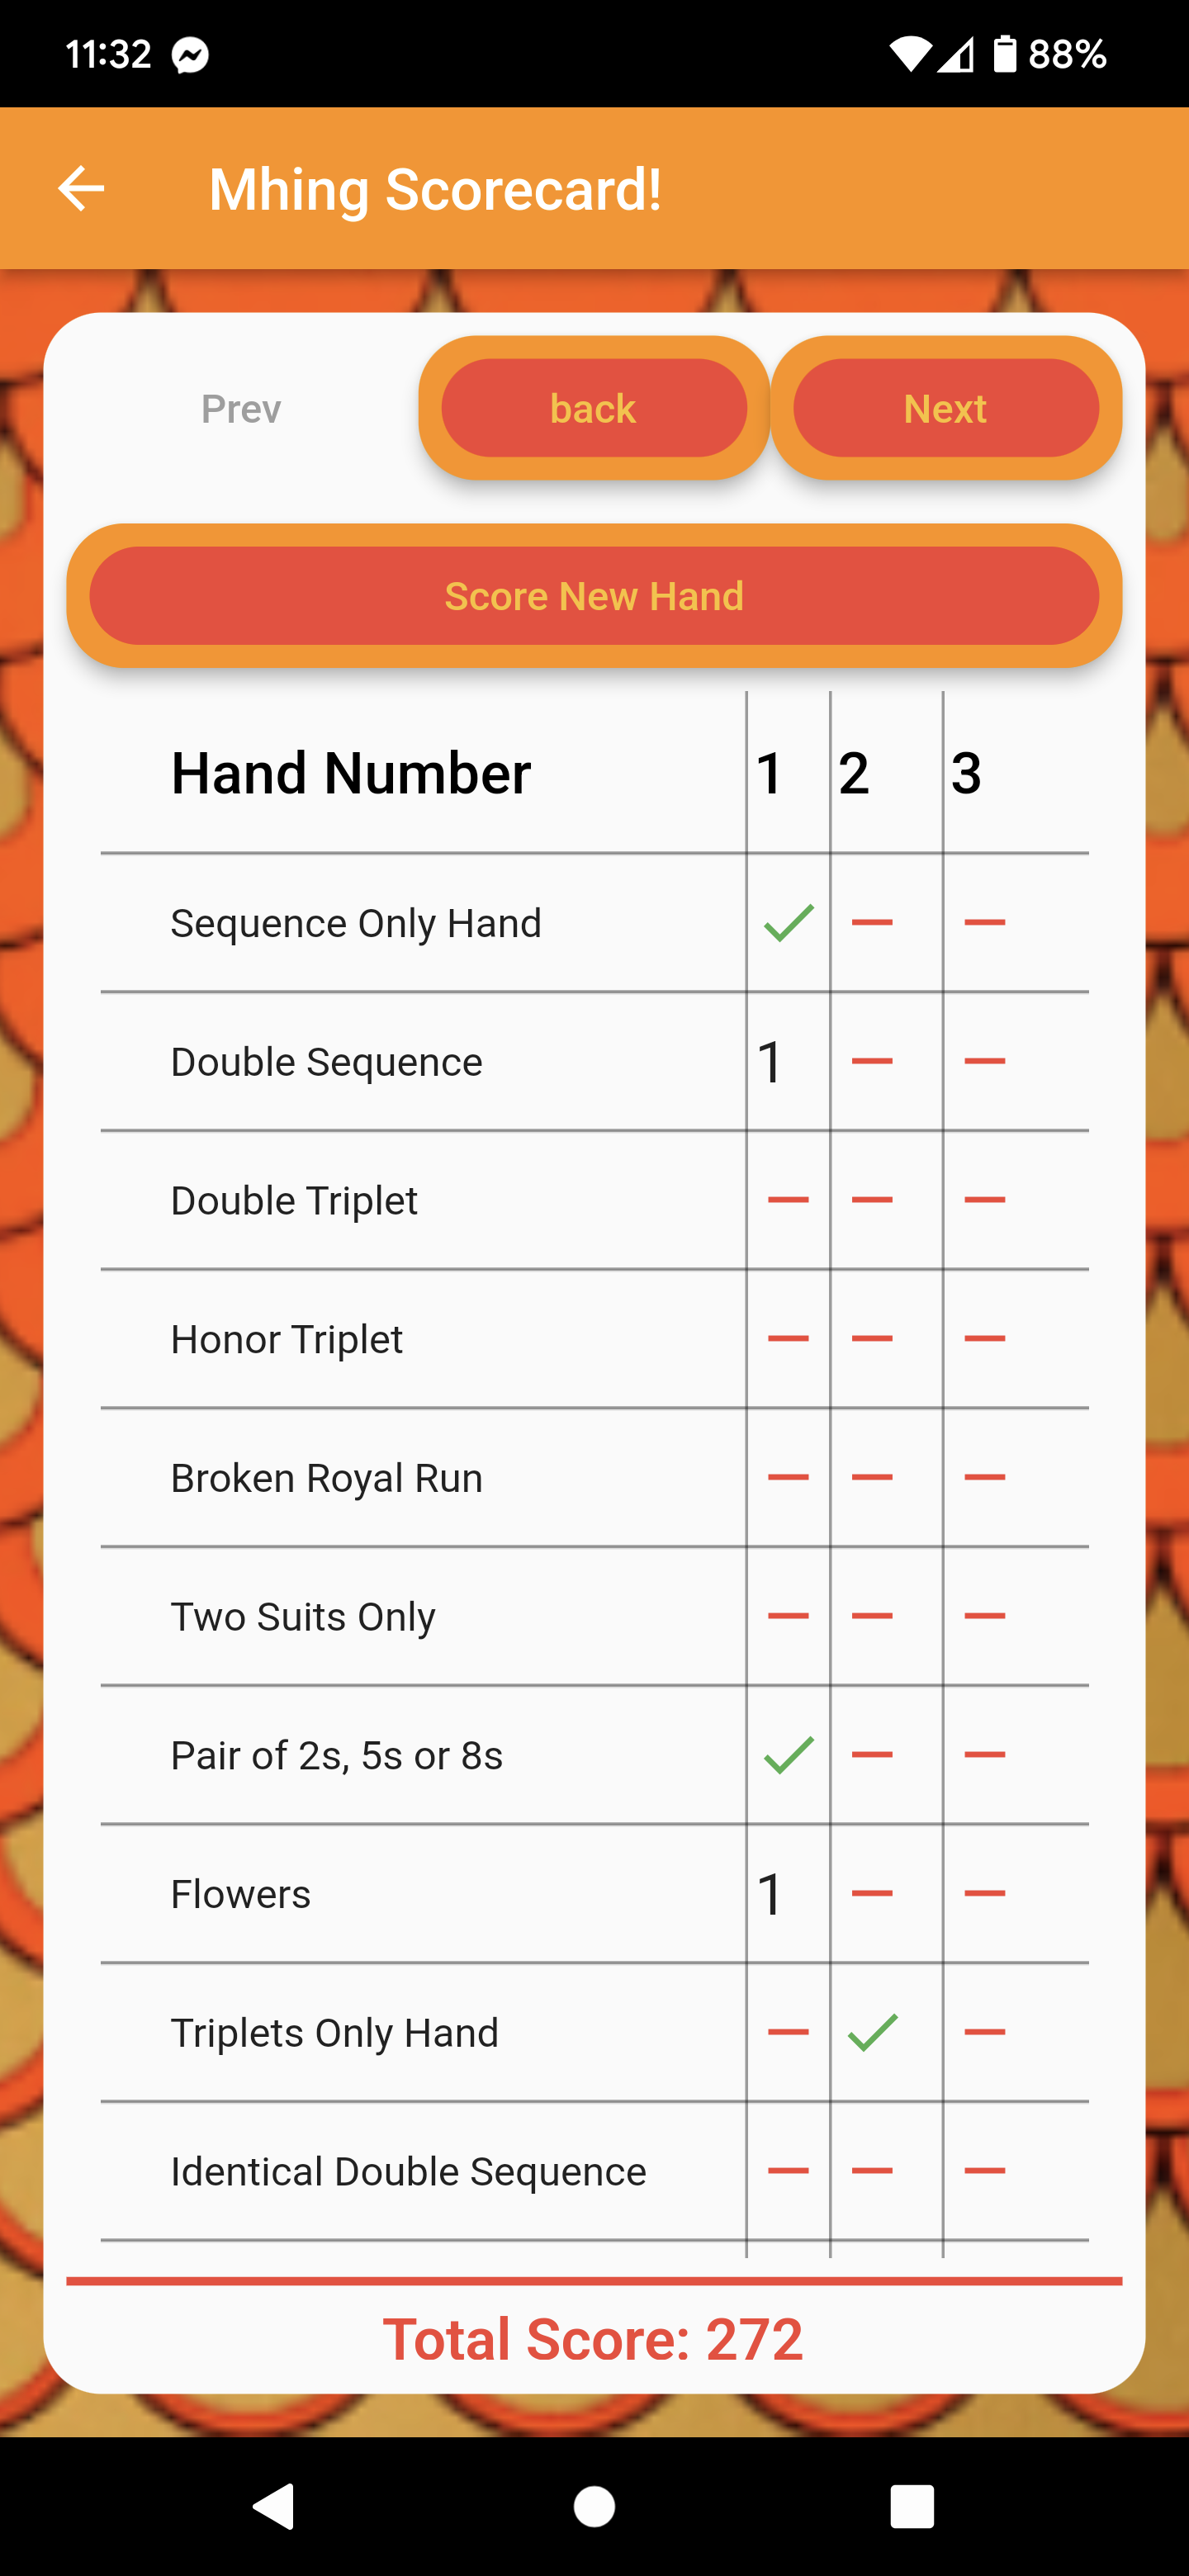 11:32 88%
Mhing Scorecard!
Prev back Next
Score New Hand
Hand Number 1 2 3
Sequence Only Hand
Double Sequence 1
Double Triplet
Honor Triplet
Broken Royal Run
Two Suits Only
Pair of 2s, 5s or 8s
Flowers 1
Triplets Only Hand
Identical Double Sequence
Total Score: 272